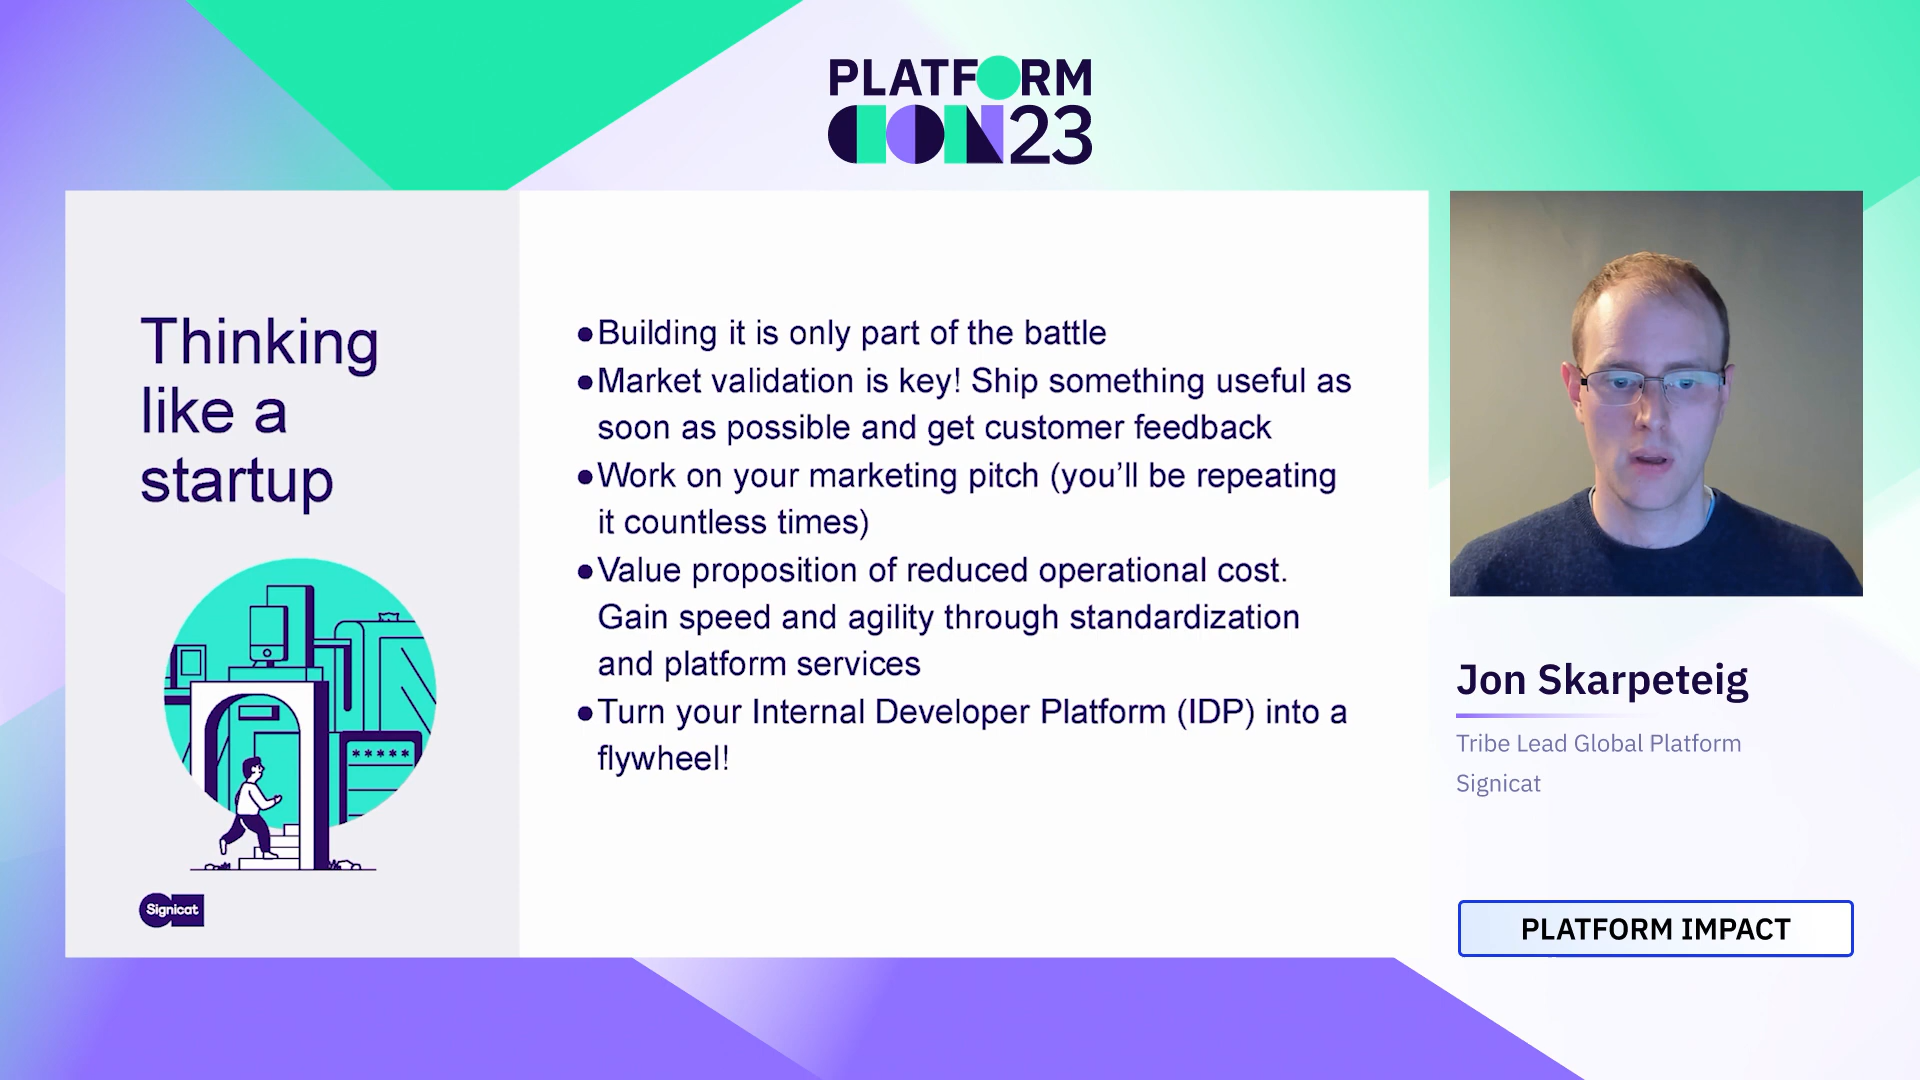 PLATFORM
CON23
Thinking
like a
startup
Signicat
●Building it is only part of the battle
●Market validation is key! Ship something useful as
soon as possible and get customer feedback
●Work on your marketing pitch (you’ll be repeating
it countless times)
●Value proposition of reduced operational cost.
Gain speed and agility through standardization
and platform services
●Turn your Internal Developer Platform (IDP) into a
flywheel!
*****
Jon Skarpeteig
Tribe Lead Global Platform
Signicat
PLATFORM IMPACT